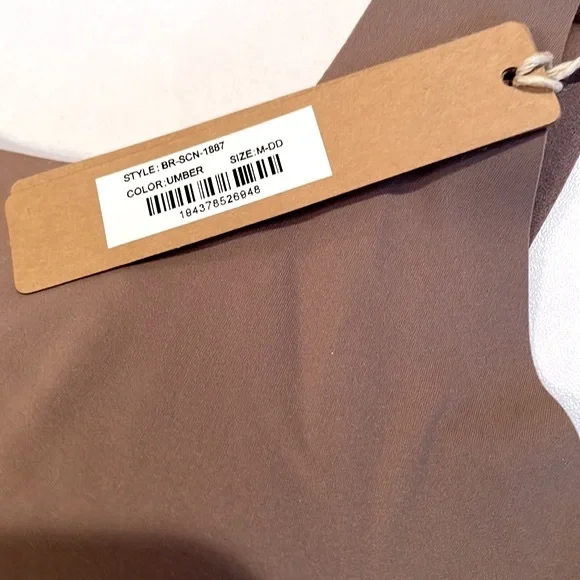 STYLE: BR-SCN-1887
COLOR:UMBER SIZE:M-DD
194378526948